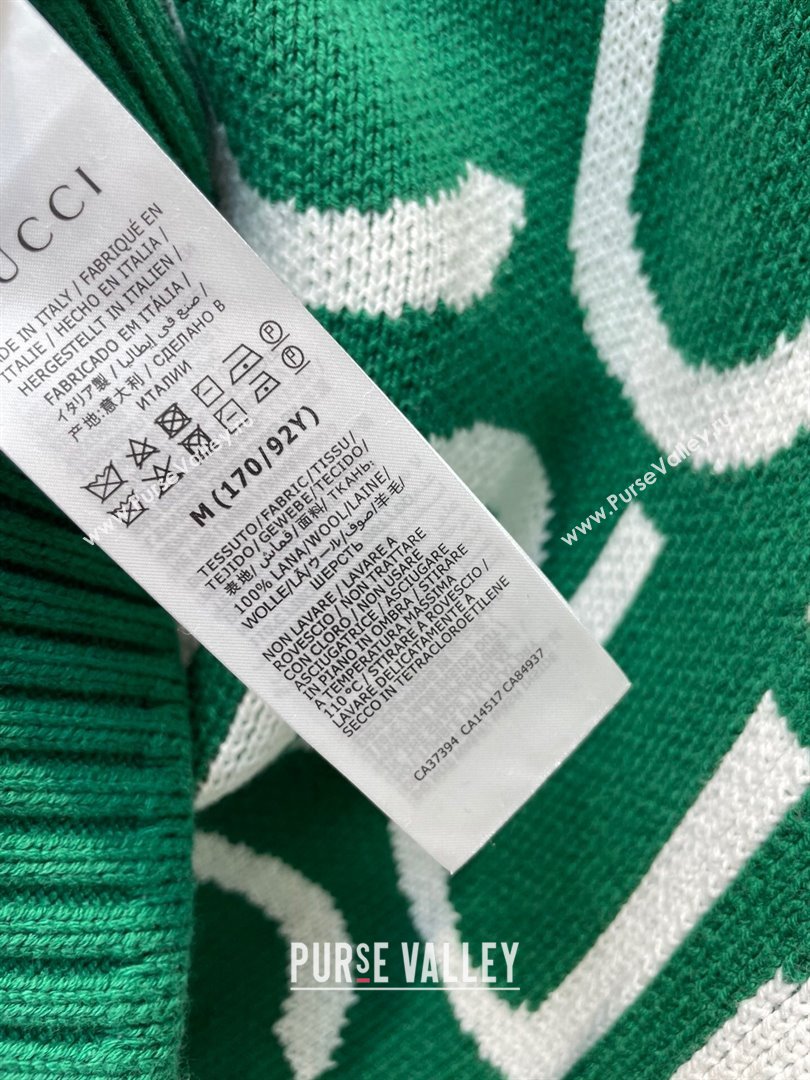 UCCI
DE IN ITALY / FABRIQUÉ EN
ITALIE / HECHO EN ITALIA /
HERGESTELLT IN ITALIEN /
FABRICADO EM ITÁLIA /
イタリア製 / صنع في إيطاليا /
产地:意大利 / СДЕЛАНО В
ИТАЛИИ
P
P
M (170/92Y)
TESSUTO/FABRIC/TISSU/
TEJIDO/GEWEBE/TECIDO/
表地/قماش/面料/ТКАНЬ:
100% LANA/WOOL/LAINE/
WOLLE/LÃ/ウール/صوف/羊毛/
ШЕРСТЬ
NON LAVARE / LAVARE A
ROVESCIO / NON TRATTARE
CON CLORO / NON USARE
ASCIUGATRICE / ASCIUGARE
IN PIANO IN OMBRA / STIRARE
A TEMPERATURE MASSIMA
110 °C / STIRARE A ROVESCIO /
LAVARE DELICATAMENTE A
SECCO IN TETRACLOROETILENE
CA37394 CA14517 CA84937
www.PurseValley.ru
www.PurseValley.ru
PURSE VALLEY